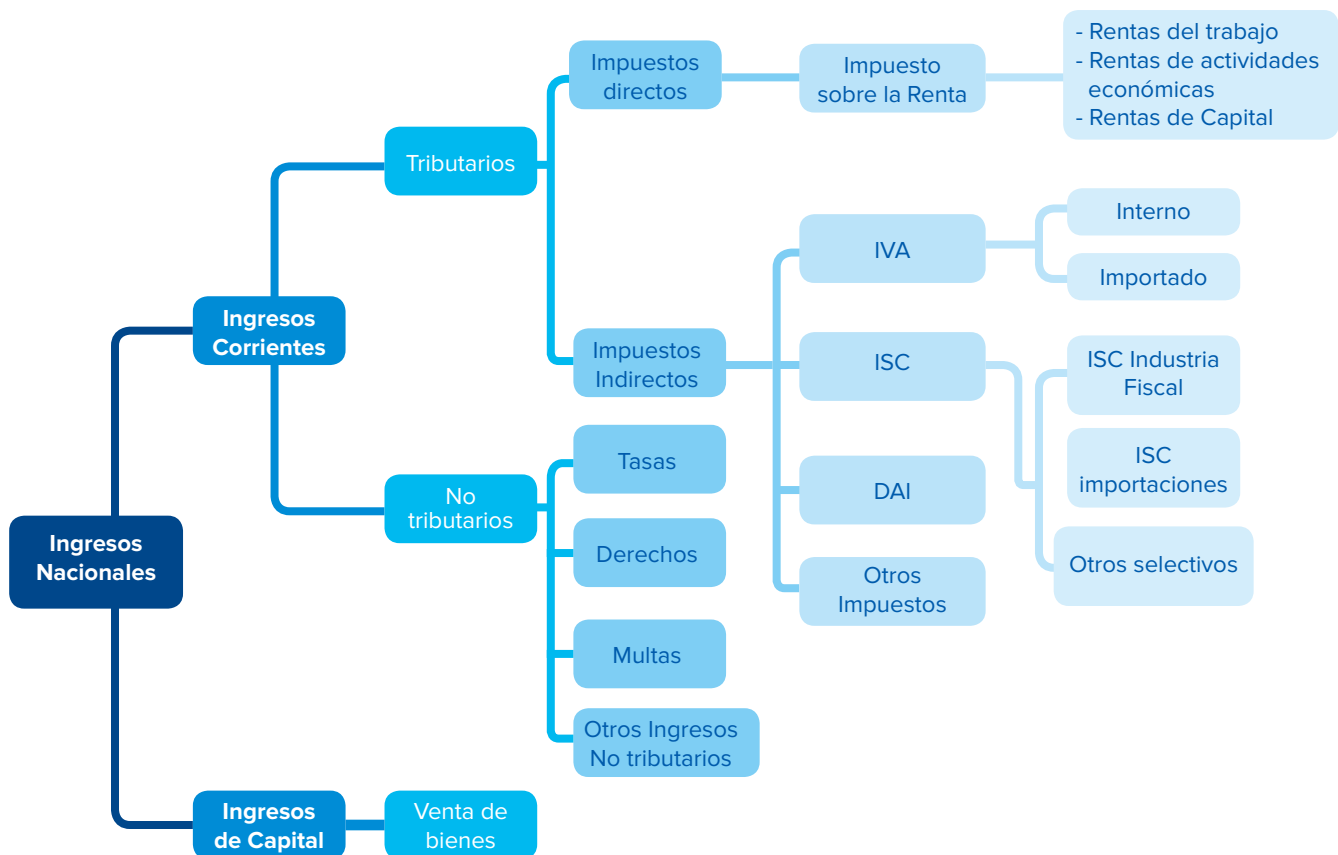 Impuestos
directos
Impuesto
sobre la Renta
- Rentas del trabajo
- Rentas de actividades
económicas
- Rentas de Capital
Tributarios
Interno
IVA
Importado
Ingresos
Corrientes
Impuestos
Indirectos
ISC
ISC Industria
Fiscal
ISC
importaciones
Otros selectivos
DAI
Otros
Impuestos
No
tributarios
Tasas
Derechos
Multas
Otros Ingresos
No tributarios
Ingresos
Nacionales
Ingresos
de Capital
Venta de
bienes